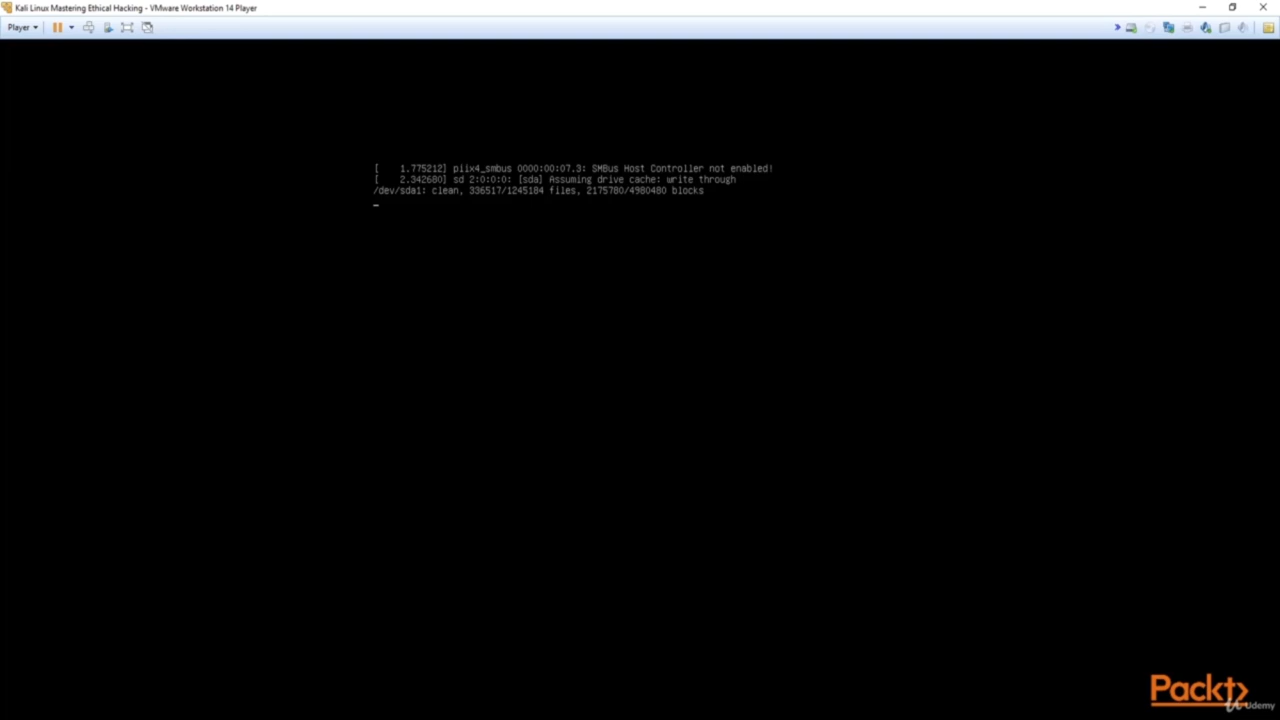 Kali Linux Mastering Ethical Hacking - VMware Workstation 14 Player
Player
[    1.775212] piix4_smbus 0000:00:07.3: SMBus Host Controller not enabled!
[    2.342680] sd 2:0:0:0: [sda] Assuming drive cache: write through
/dev/sda1: clean, 336517/1245184 files, 2175780/4980480 blocks
Packt
Udemy